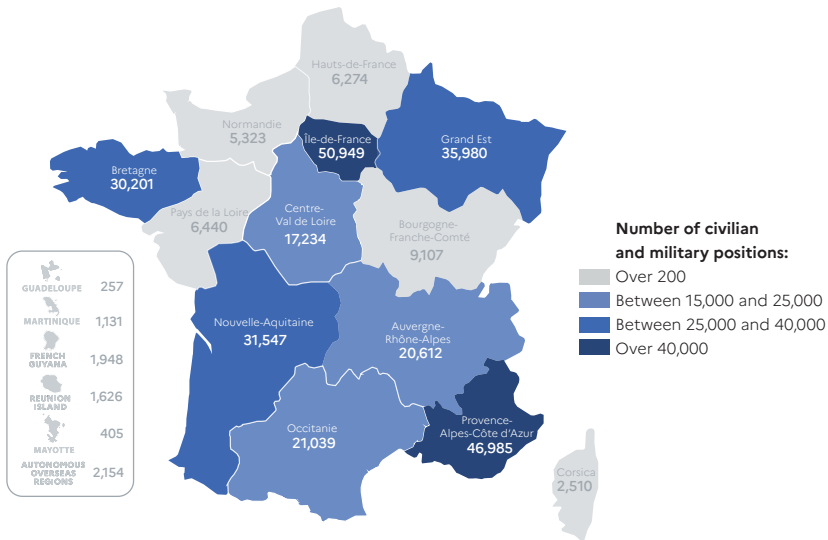 Hauts-de-France
6,274
Normandie
5,323
Île-de-France
50,949
Grand Est
35,980
Bretagne
30,201
Pays de la Loire
6,440
Centre-
Val de Loire
17,234
Bourgogne-
Franche-Comté
9,107
Nouvelle-Aquitaine
31,547
Auvergne-
Rhône-Alpes
20,612
Occitanie
21,039
Provence-
Alpes-Côte d'Azur
46,985
Corsica
2,510
GUADELOUPE 257
MARTINIQUE 1,131
FRENCH
GUYANA 1,948
REUNION
ISLAND 1,626
MAYOTTE 405
AUTONOMOUS
OVERSEAS
REGIONS 2,154
Number of civilian
and military positions:
Over 200
Between 15,000 and 25,000
Between 25,000 and 40,000
Over 40,000